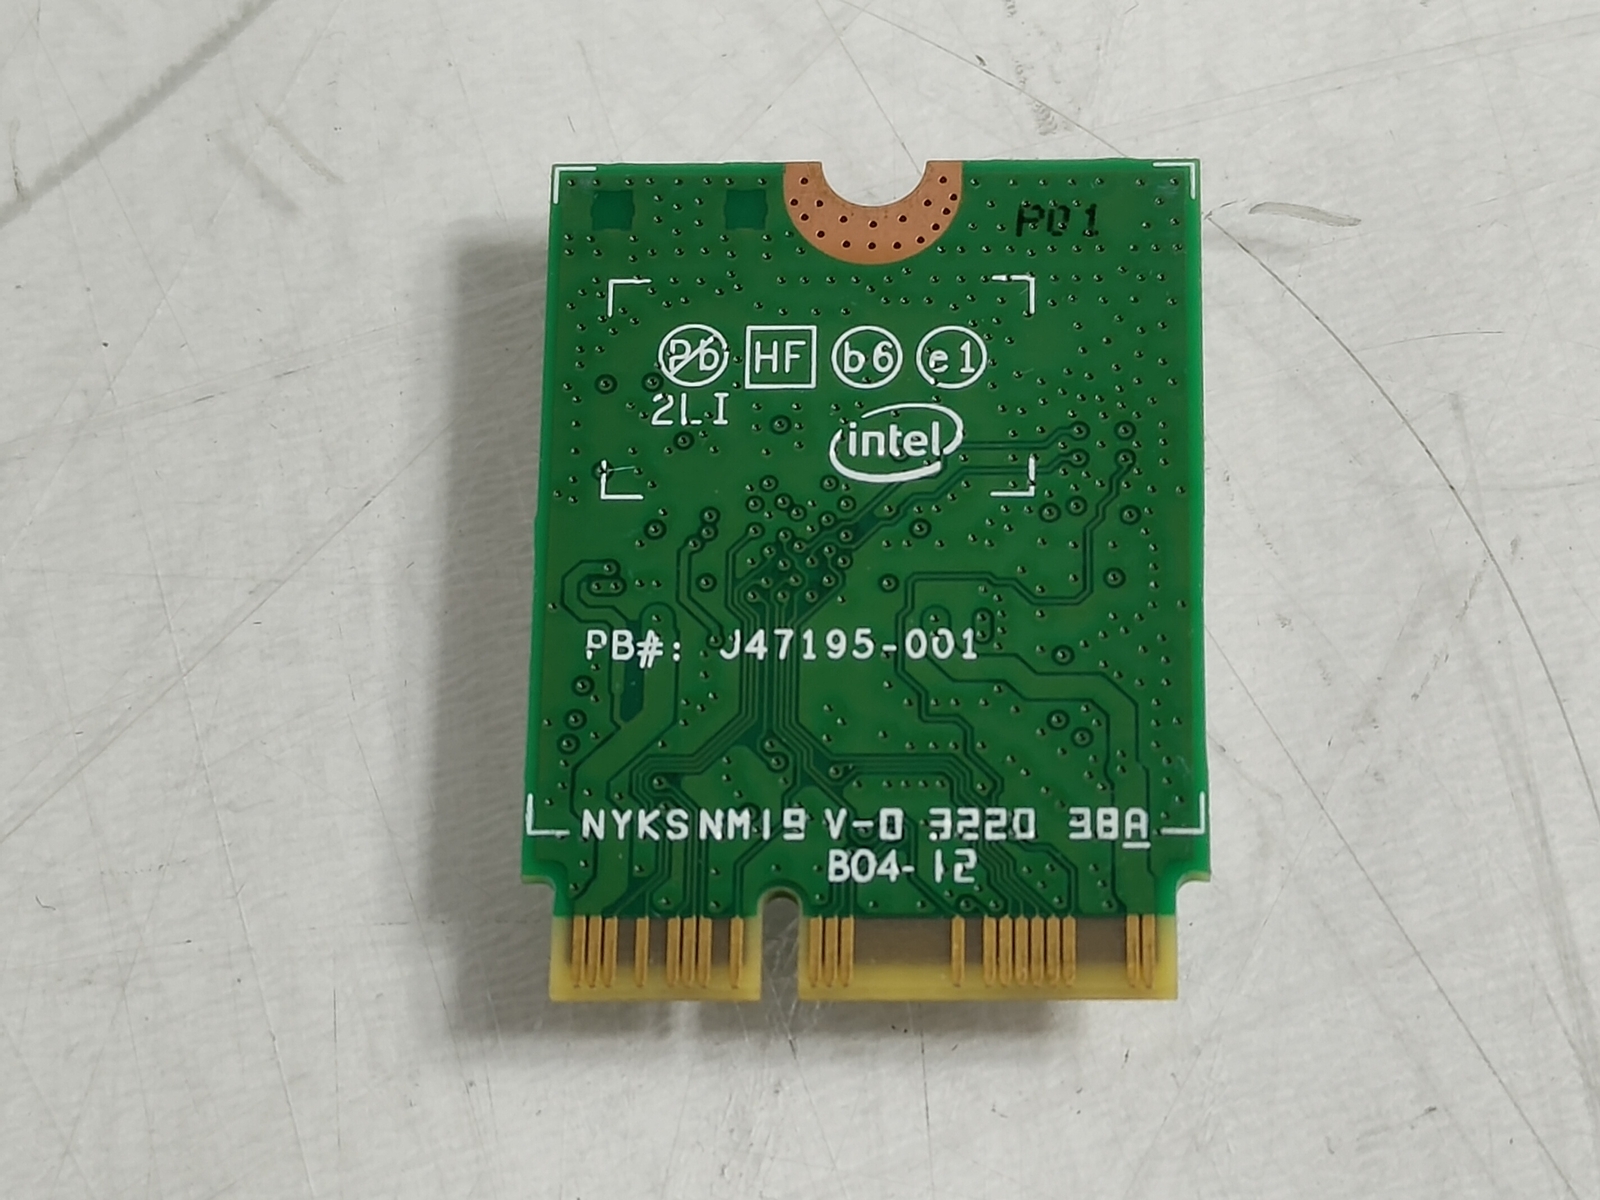 P01
Pb HF b6 e1
2LI
intel
PB#: J47195-001
NYKSNM19 V-0 3220 38A
B04-12